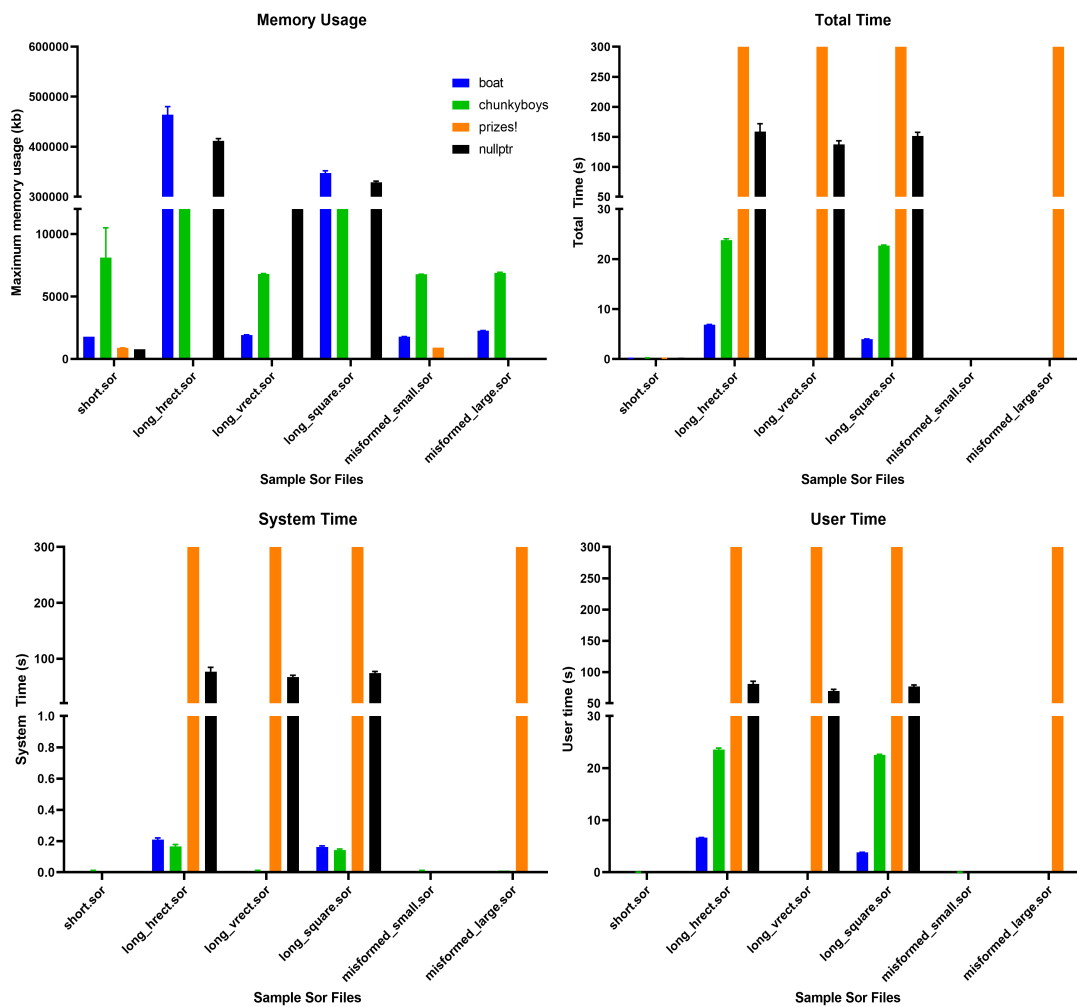 Memory Usage
600000
500000
400000
300000
10000
5000
0
Maximum memory usage (kb)
boat
chunkyboys
prizes!
nullptr
short.sor
long_hrect.sor
long_vrect.sor
long_square.sor
misformed_small.sor
misformed_large.sor
Sample Sor Files
Total Time
300
250
200
150
100
50
30
20
10
0
Total Time (s)
short.sor
long_hrect.sor
long_vrect.sor
long_square.sor
misformed_small.sor
misformed_large.sor
Sample Sor Files
System Time
300
200
100
1.0
0.8
0.6
0.4
0.2
0.0
System Time (s)
short.sor
long_hrect.sor
long_vrect.sor
long_square.sor
misformed_small.sor
misformed_large.sor
Sample Sor Files
User Time
300
250
200
150
100
50
30
20
10
0
User time (s)
short.sor
long_hrect.sor
long_vrect.sor
long_square.sor
misformed_small.sor
misformed_large.sor
Sample Sor Files